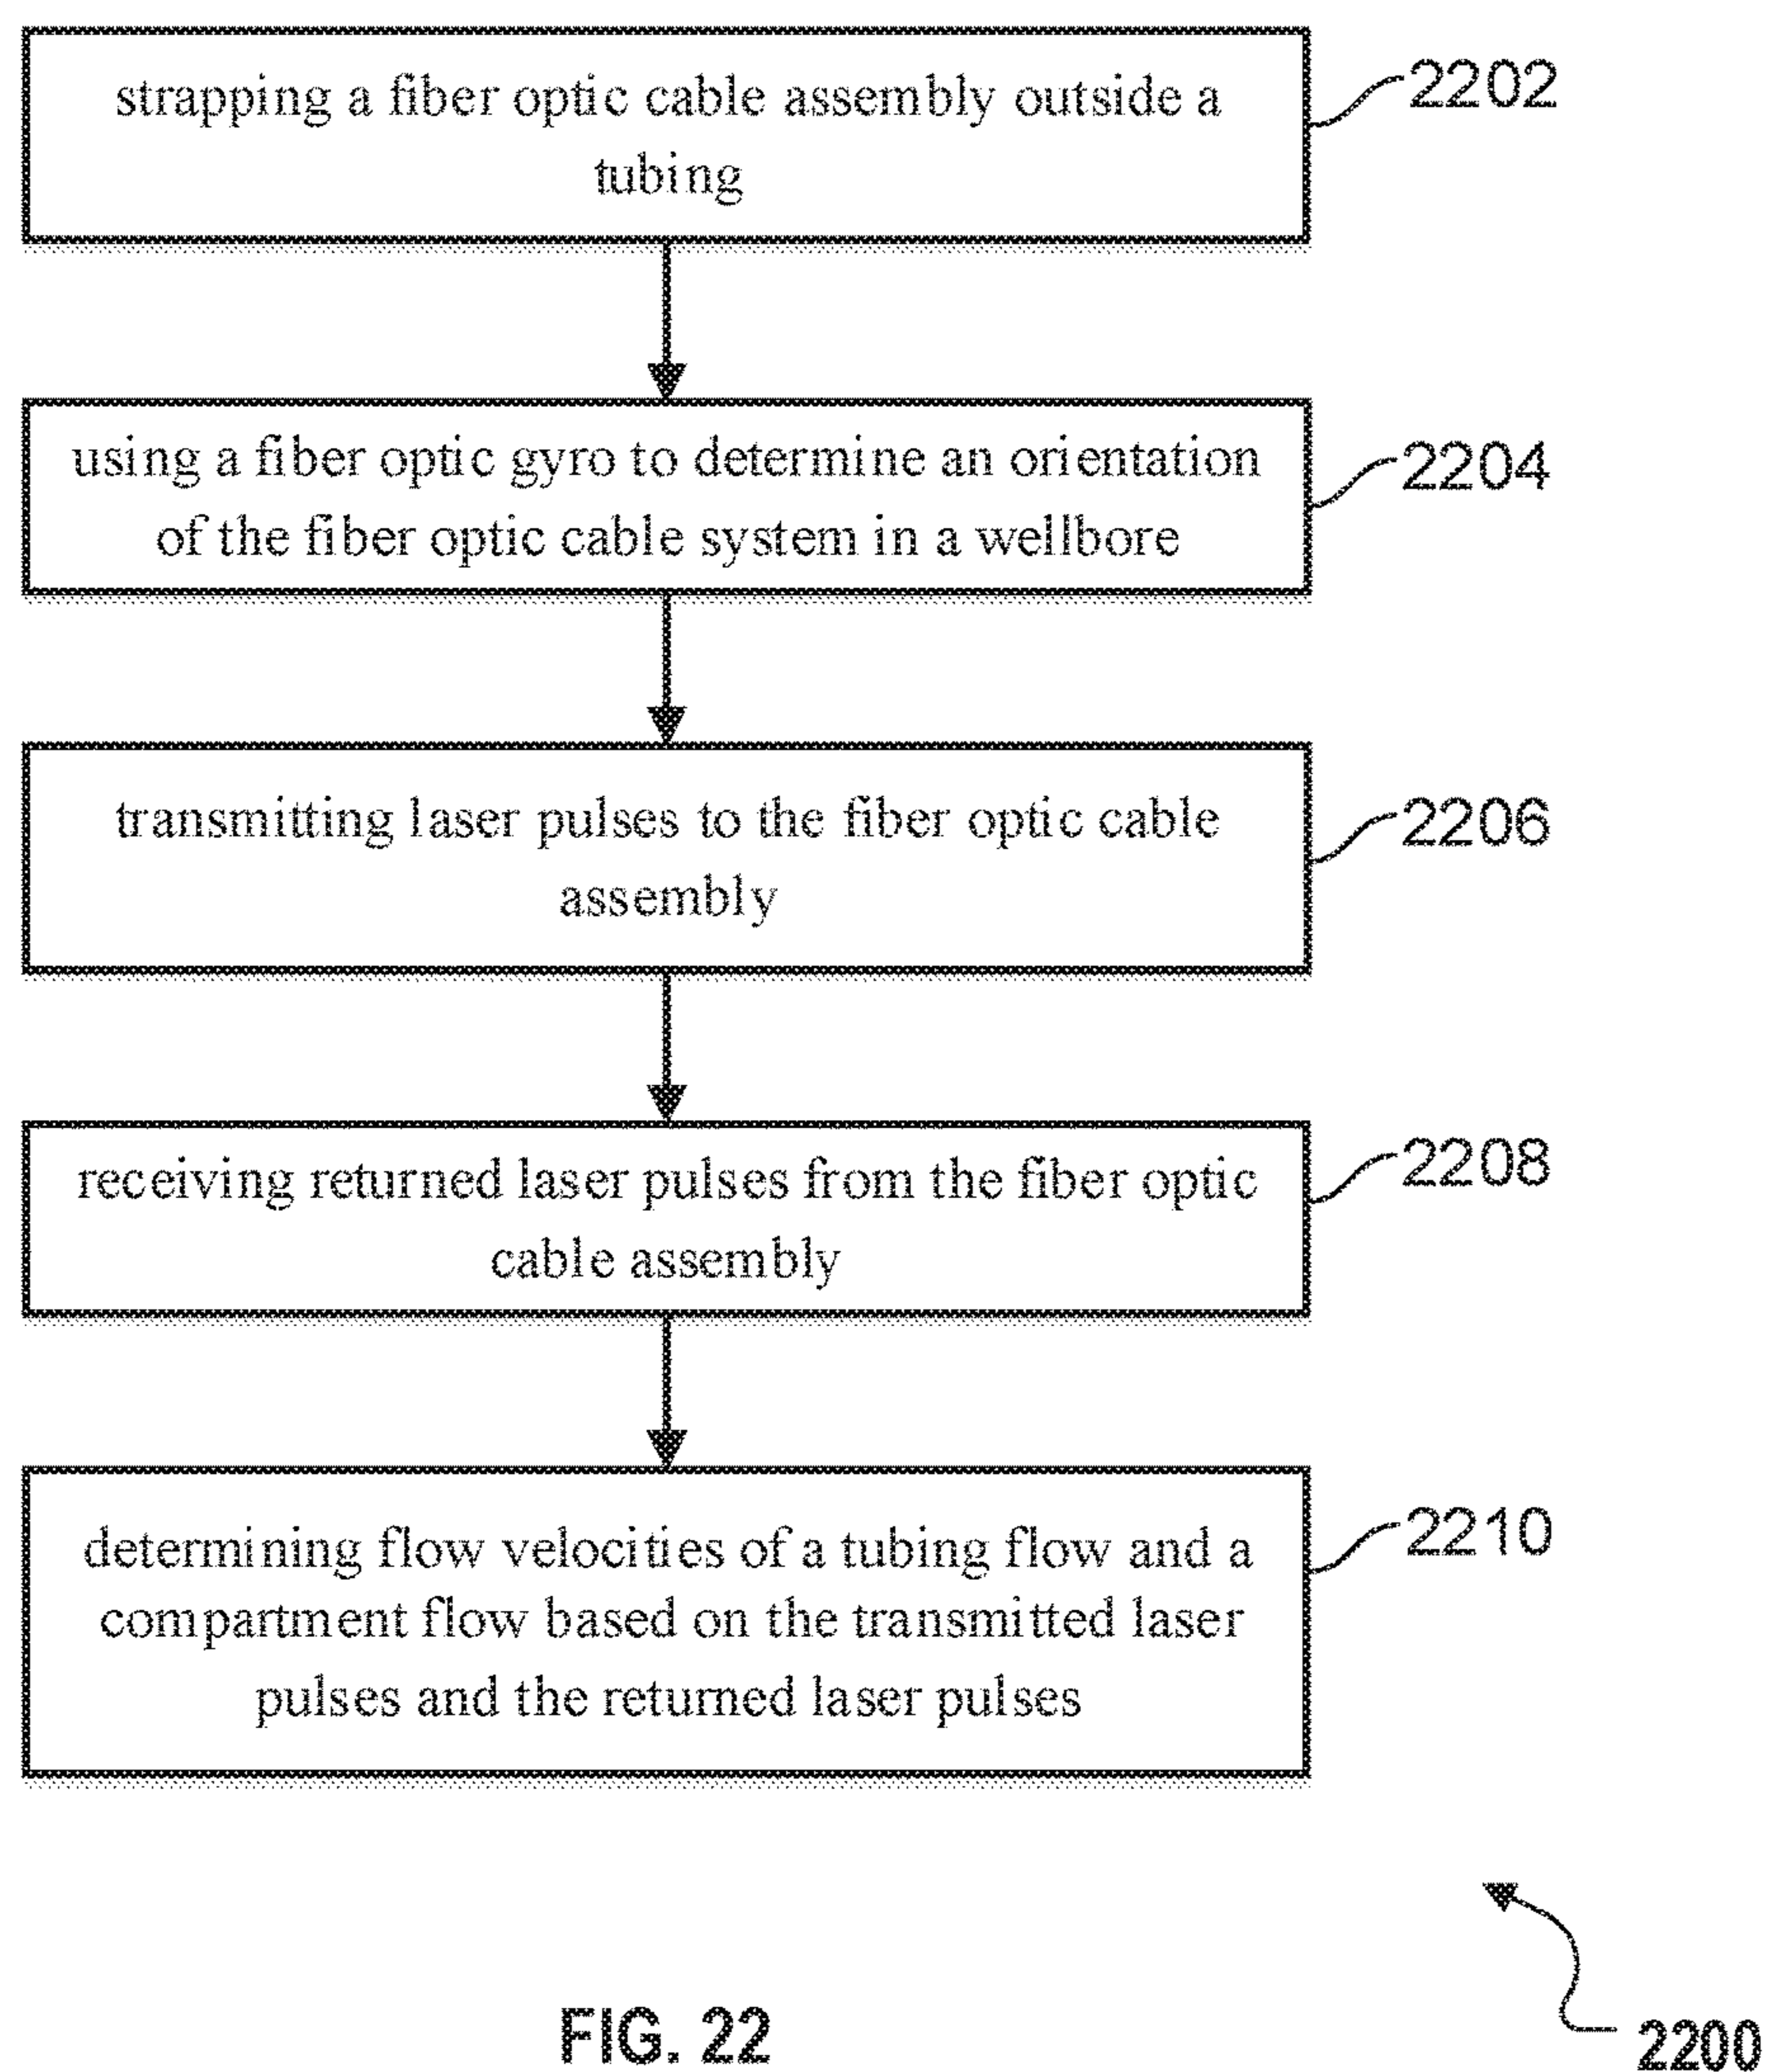 strapping a fiber optic cable assembly outside a
tubing
2202
using a fiber optic gyro to determine an orientation
of the fiber optic cable system in a wellbore
2204
transmitting laser pulses to the fiber optic cable
assembly
2206
receiving returned laser pulses from the fiber optic
cable assembly
2208
determining flow velocities of a tubing flow and a
compartment flow based on the transmitted laser
pulses and the returned laser pulses
2210
FIG. 22
2200